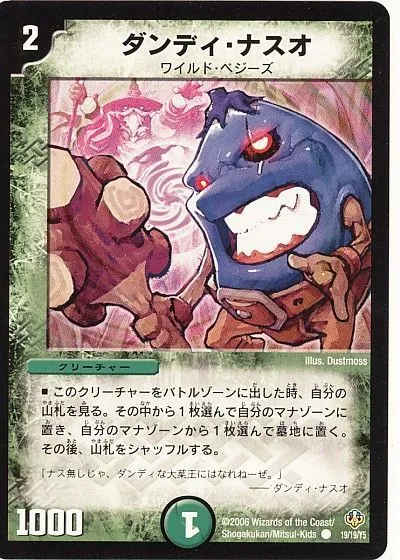 2
ダンディ・ナスオ
ワイルド・ベジーズ
illus. Dustmoss
クリーチャー
■ このクリーチャーをバトルゾーンに出した時、自分の
山札を見る。その中から1枚選んで自分のマナゾーンに
置き、自分のマナゾーンから1枚選んで墓地に置く。
その後、山札をシャッフルする。
「ナス無しじゃ、ダンディな大菜王にはなれねーぜ。」
—— ダンディ・ナスオ
1000
1
©2006 Wizards of the Coast/
Shogakukan/Mitsui-Kids
19/19/Y5